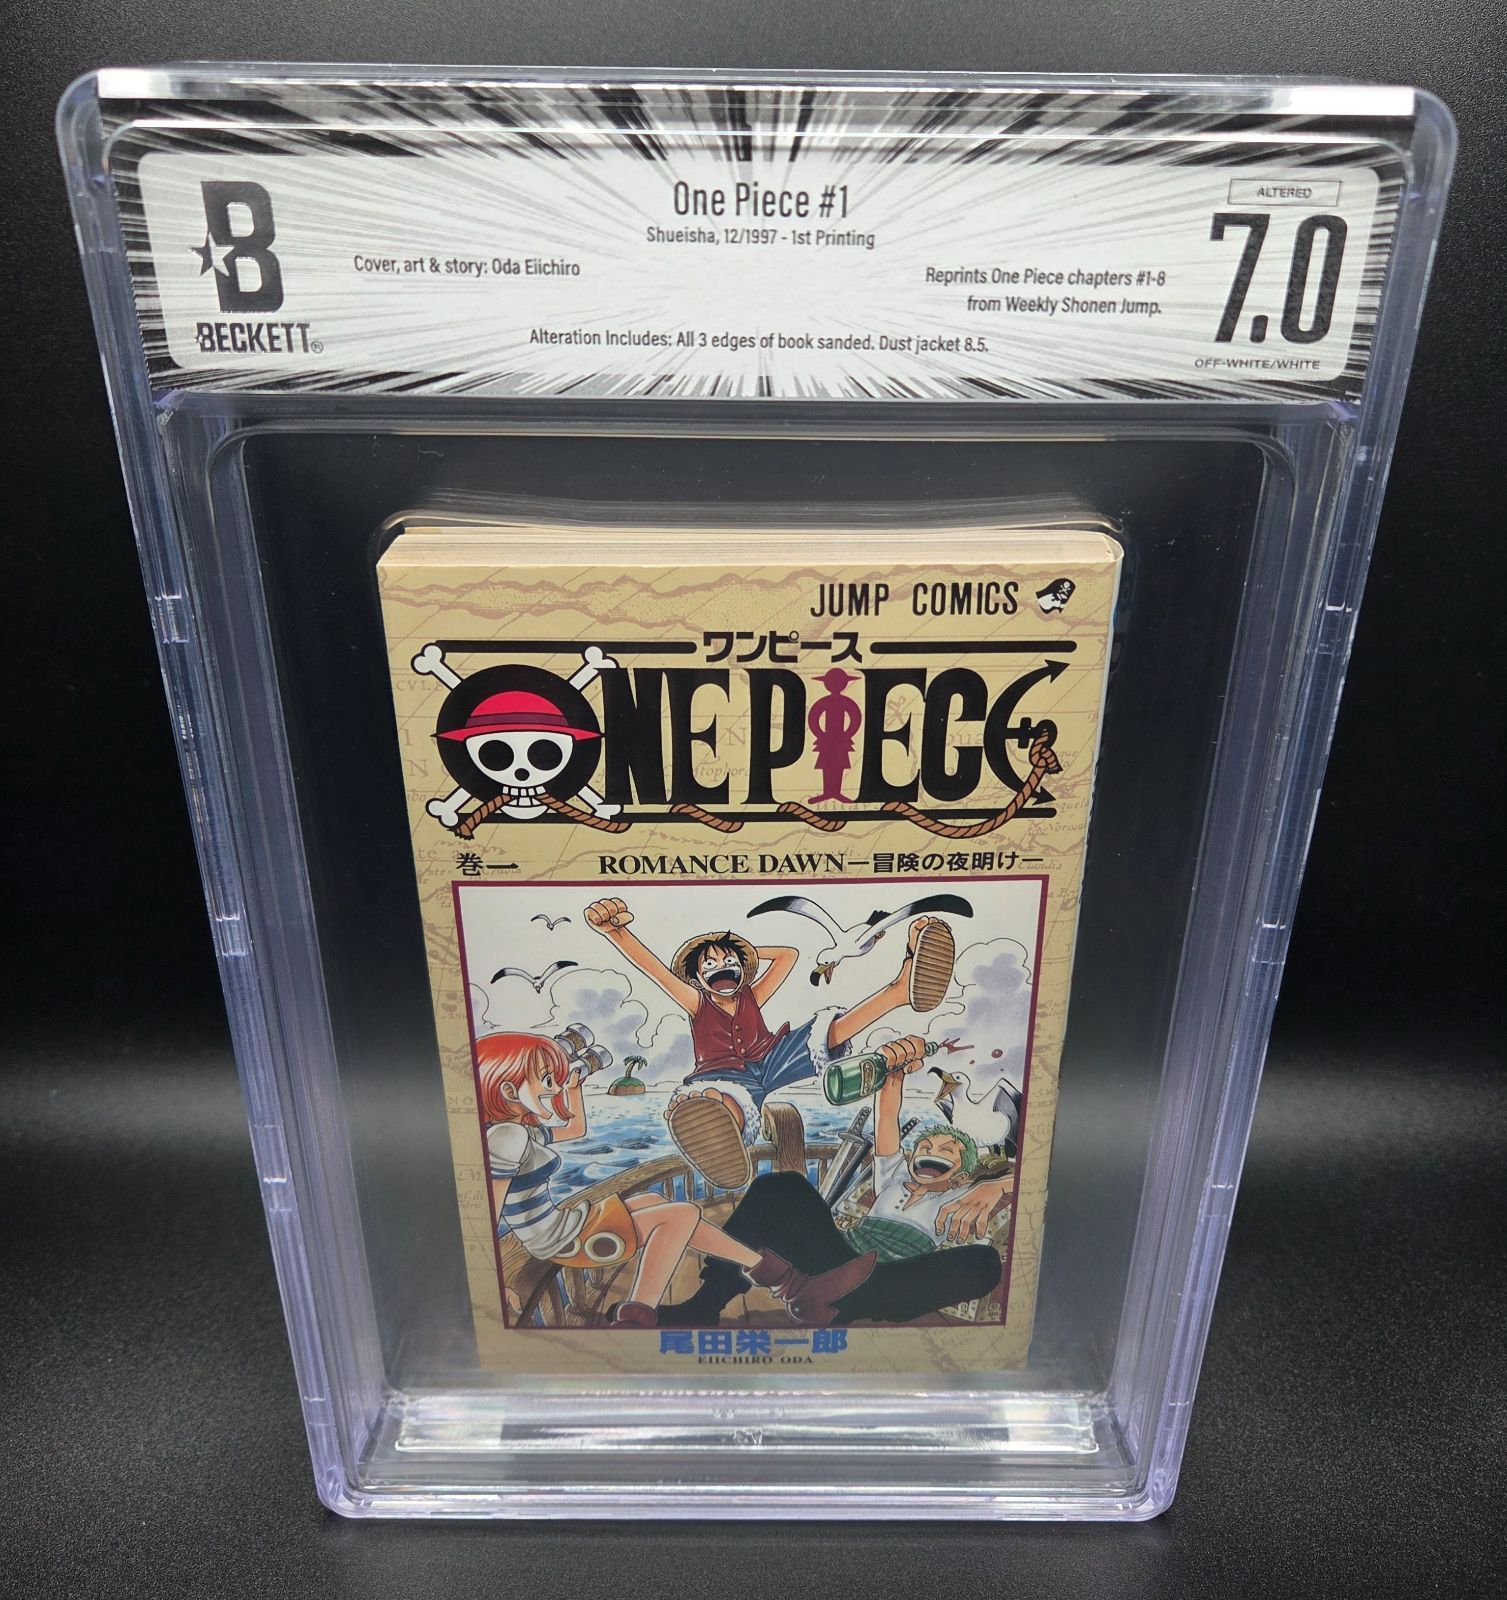 One Piece #1
Shueisha, 12/1997 - 1st Printing
Cover, art & story: Oda Eiichiro
Reprints One Piece chapters #1-8
from Weekly Shonen Jump.
Alteration Includes: All 3 edges of book sanded. Dust jacket 8.5.
B
BECKETT®
ALTERED
7.0
OFF-WHITE/WHITE
JUMP COMICS
ワンピース
ONE PIECE
巻一 ROMANCE DAWN—冒険の夜明け—
尾田栄一郎
EIICHIRO ODA